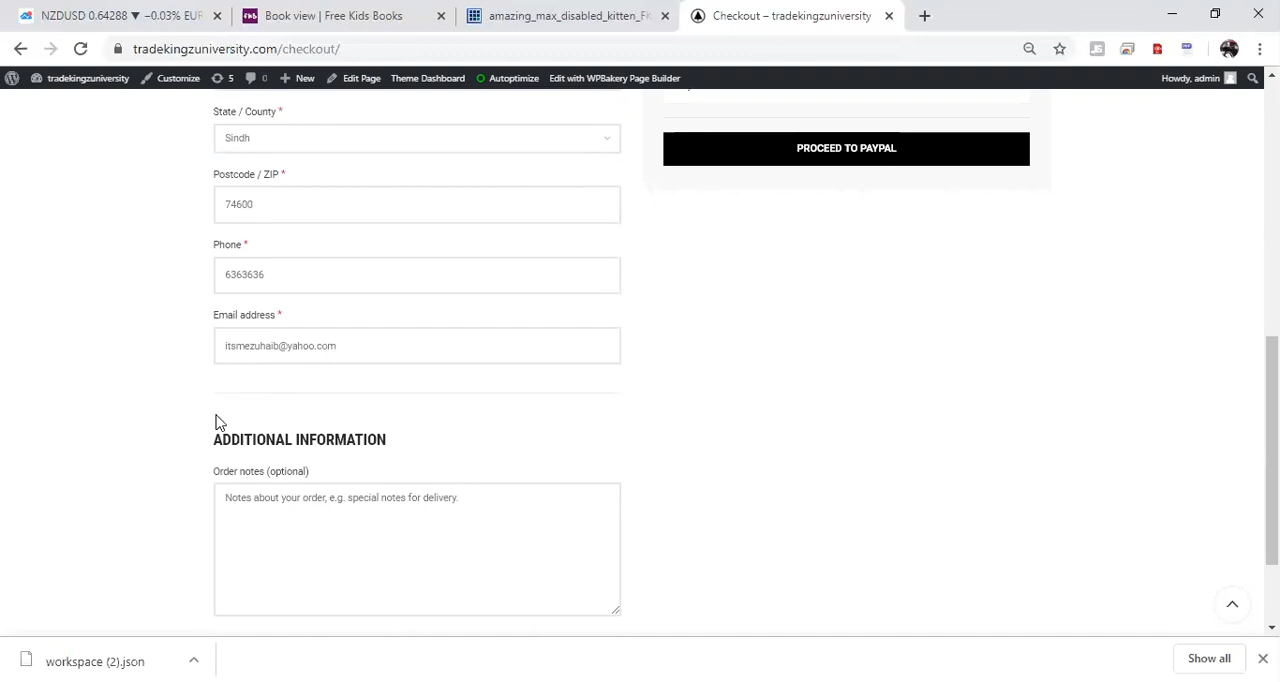 NZDUSD 0.64288 ▼ −0.03% EUR
Book view | Free Kids Books
amazing_max_disabled_kitten_FK
Checkout – tradekingzuniversity
tradekingzuniversity.com/checkout/
tradekingzuniversity
Customize
5
0
New
Edit Page
Theme Dashboard
Autoptimize
Edit with WPBakery Page Builder
Howdy, admin
State / County *
Sindh
PROCEED TO PAYPAL
Postcode / ZIP *
74600
Phone *
6363636
Email address *
itsmezuhaib@yahoo.com
ADDITIONAL INFORMATION
Order notes (optional)
Notes about your order, e.g. special notes for delivery.
workspace (2).json
Show all